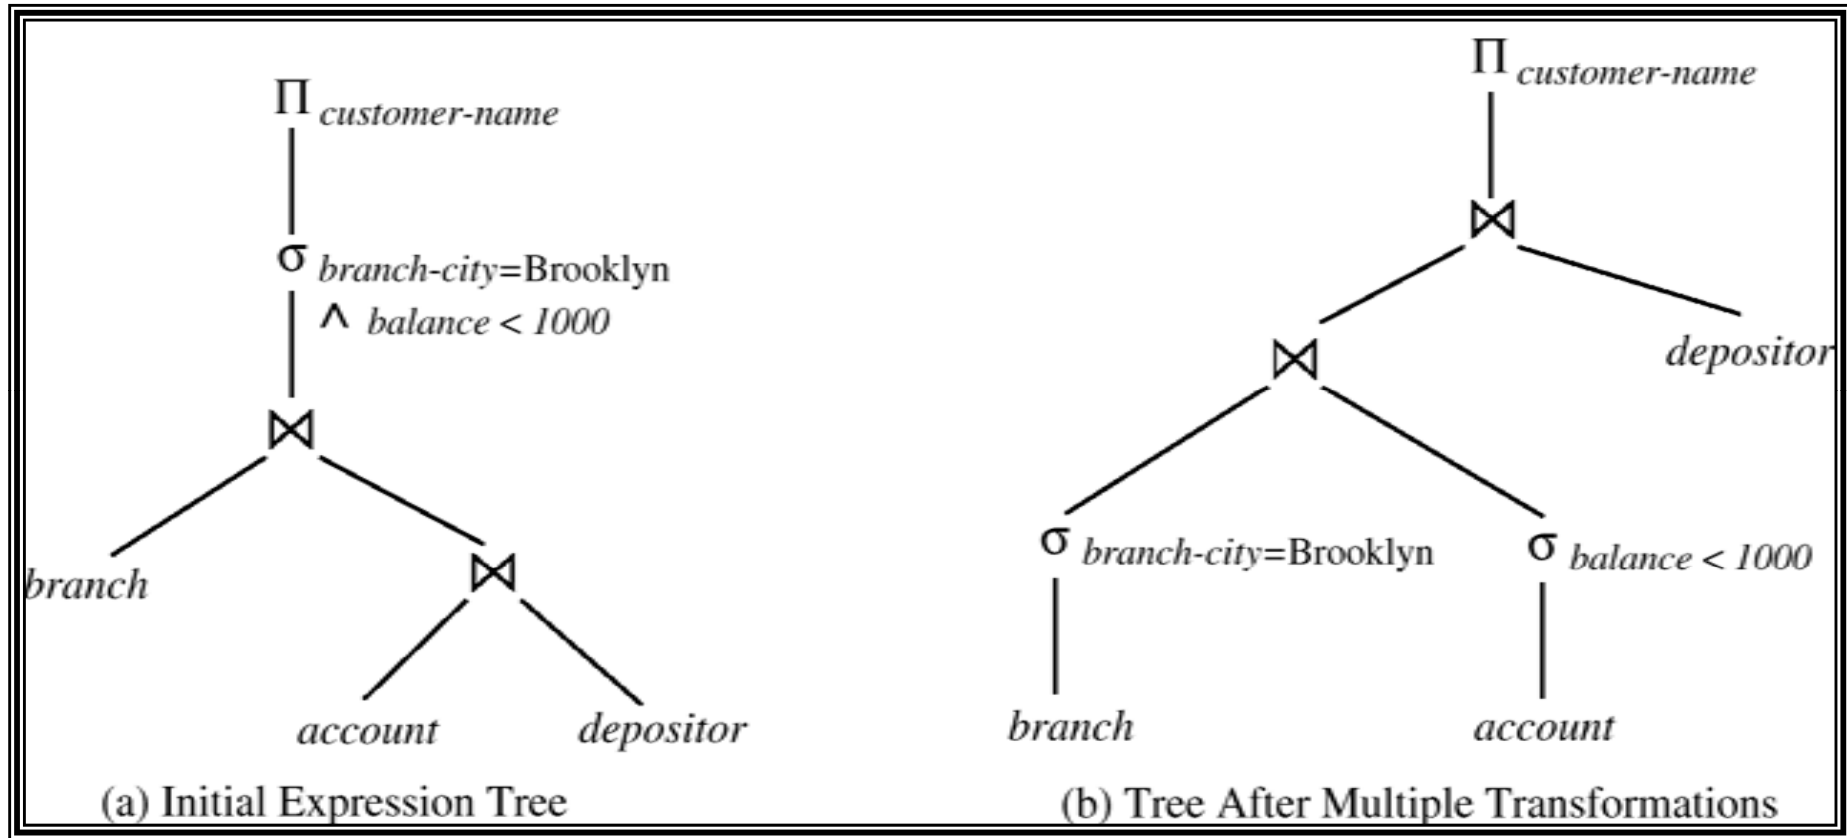 Π customer-name
σ branch-city=Brooklyn
∧ balance < 1000
⋈
branch
⋈
account depositor
(a) Initial Expression Tree
Π customer-name
⋈
depositor
⋈
σ branch-city=Brooklyn σ balance < 1000
branch account
(b) Tree After Multiple Transformations